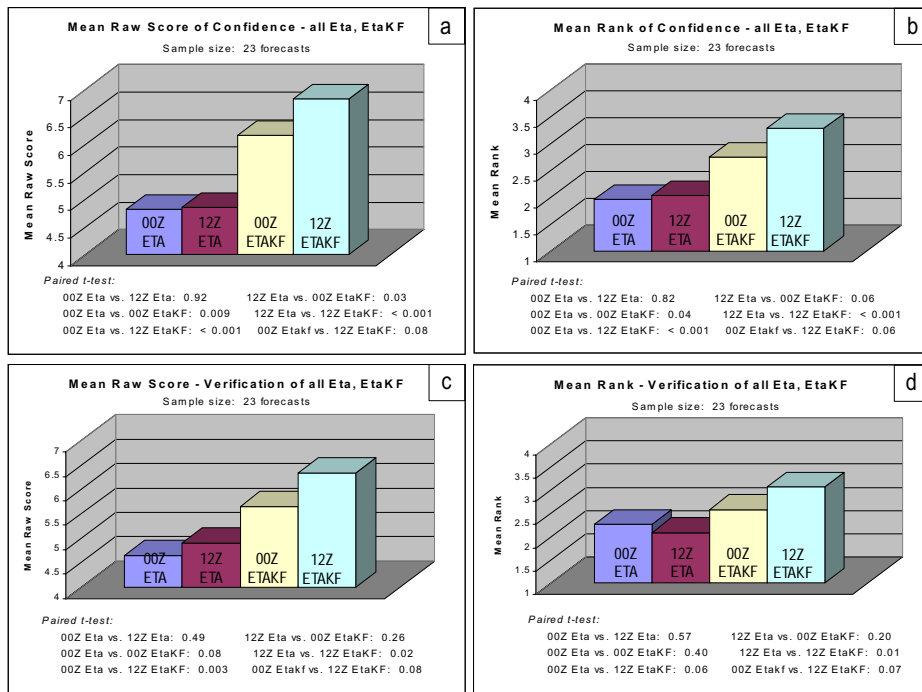 Mean Raw Score of Confidence - all Eta, EtaKF
a
Sample size: 23 forecasts
Mean Raw Score
7
6.5
6
5.5
5
4.5
4
00Z ETA
12Z ETA
00Z ETAKF
12Z ETAKF
Paired t-test:
00Z Eta vs. 12Z Eta: 0.92 12Z Eta vs. 00Z EtaKF: 0.03
00Z Eta vs. 00Z EtaKF: 0.009 12Z Eta vs. 12Z EtaKF: < 0.001
00Z Eta vs. 12Z EtaKF: < 0.001 00Z Etakf vs. 12Z EtaKF: 0.08
Mean Rank of Confidence - all Eta, EtaKF
b
Sample size: 23 forecasts
Mean Rank
4
3.5
3
2.5
2
1.5
1
00Z ETA
12Z ETA
00Z ETAKF
12Z ETAKF
Paired t-test:
00Z Eta vs. 12Z Eta: 0.82 12Z Eta vs. 00Z EtaKF: 0.06
00Z Eta vs. 00Z EtaKF: 0.04 12Z Eta vs. 12Z EtaKF: < 0.001
00Z Eta vs. 12Z EtaKF: < 0.001 00Z Etakf vs. 12Z EtaKF: 0.06
Mean Raw Score - Verification of all Eta, EtaKF
c
Sample size: 23 forecasts
Mean Raw Score
7
6.5
6
5.5
5
4.5
4
00Z ETA
12Z ETA
00Z ETAKF
12Z ETAKF
Paired t-test:
00Z Eta vs. 12Z Eta: 0.49 12Z Eta vs. 00Z EtaKF: 0.26
00Z Eta vs. 00Z EtaKF: 0.08 12Z Eta vs. 12Z EtaKF: 0.02
00Z Eta vs. 12Z EtaKF: 0.003 00Z Etakf vs. 12Z EtaKF: 0.08
Mean Rank - Verification of all Eta, EtaKF
d
Sample size: 23 forecasts
Mean Rank
4
3.5
3
2.5
2
1.5
1
00Z ETA
12Z ETA
00Z ETAKF
12Z ETAKF
Paired t-test:
00Z Eta vs. 12Z Eta: 0.57 12Z Eta vs. 00Z EtaKF: 0.20
00Z Eta vs. 00Z EtaKF: 0.40 12Z Eta vs. 12Z EtaKF: 0.01
00Z Eta vs. 12Z EtaKF: 0.06 00Z Etakf vs. 12Z EtaKF: 0.07